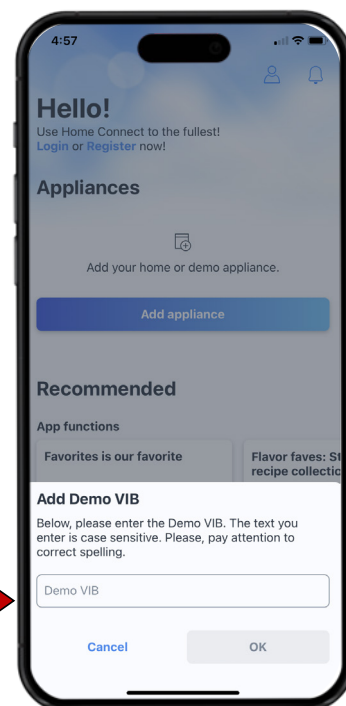 4:57
Hello!
Use Home Connect to the fullest!
Login or Register now!
Appliances
Add your home or demo appliance.
Add appliance
Recommended
App functions
Favorites is our favorite
Flavor faves: St
recipe collectic
Add Demo VIB
Below, please enter the Demo VIB. The text you
enter is case sensitive. Please, pay attention to
correct spelling.
Demo VIB
Cancel
OK